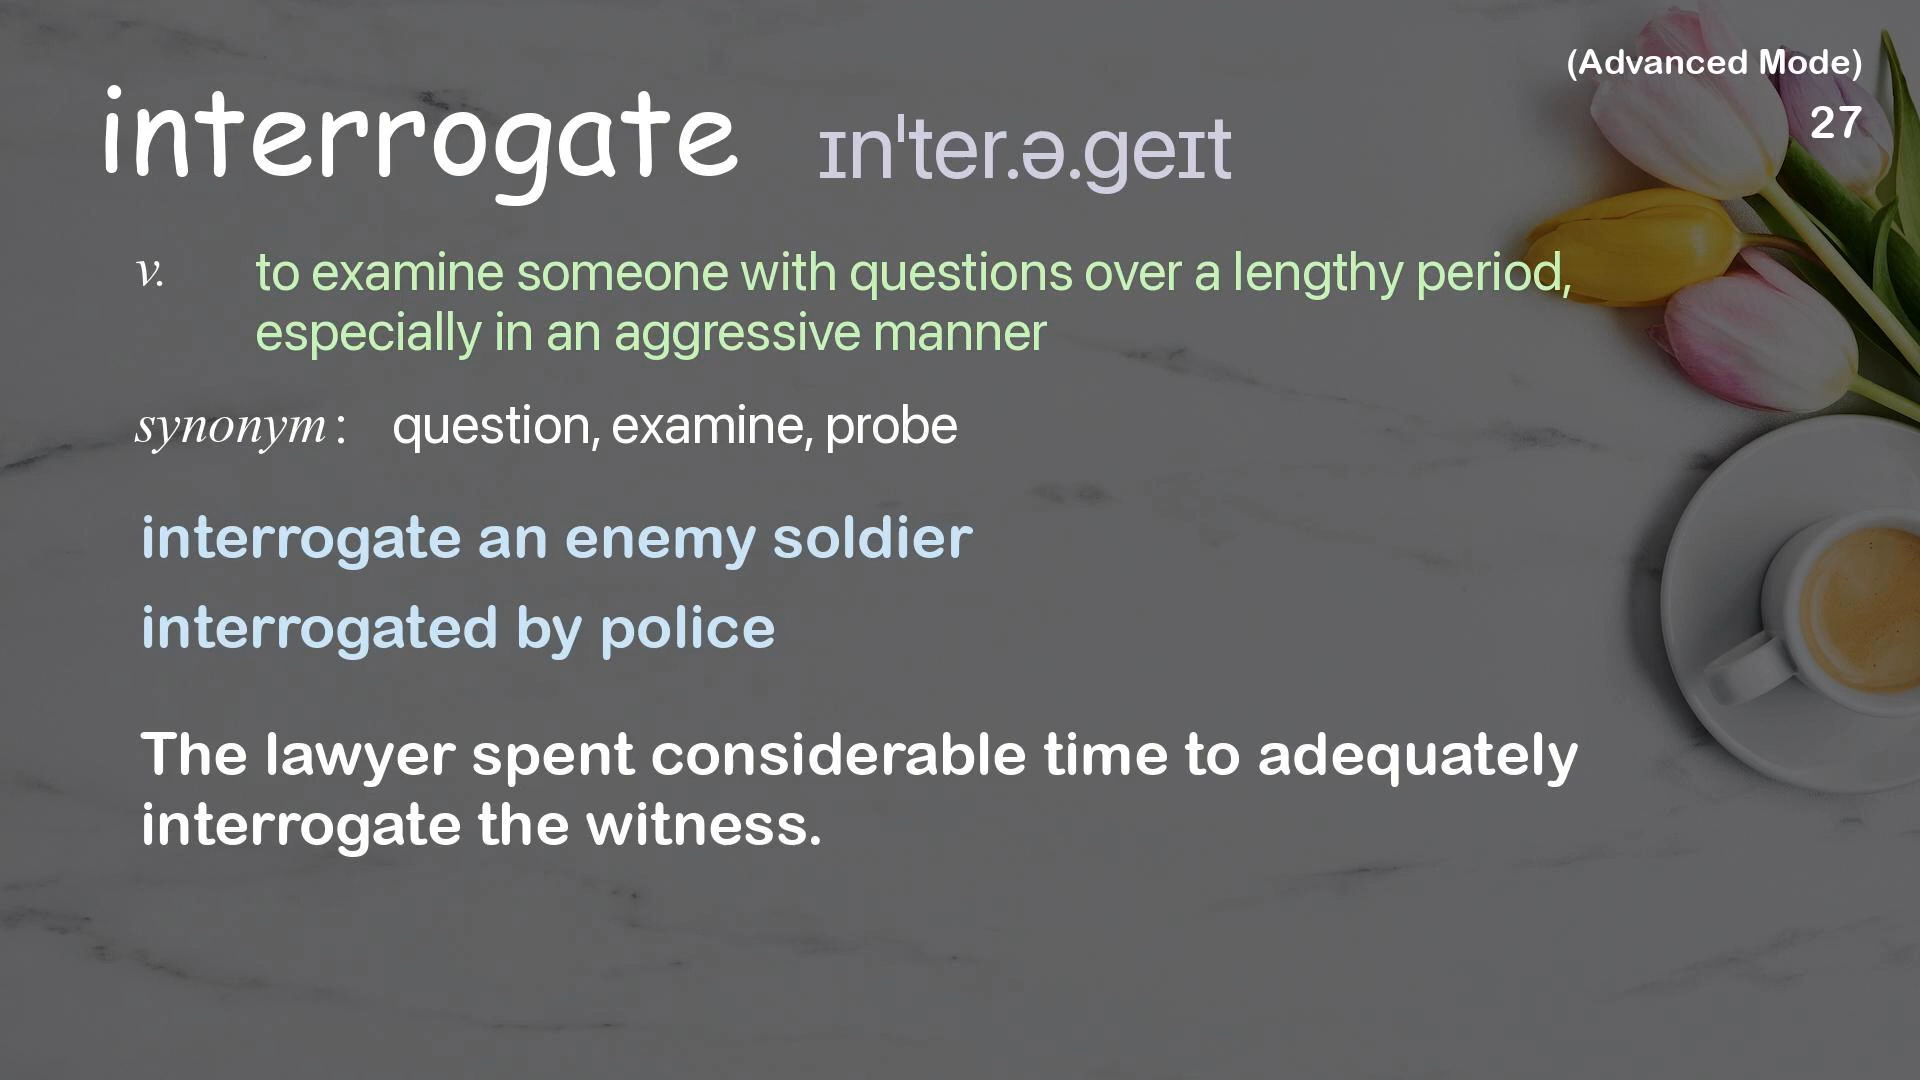 (Advanced Mode)
27
interrogate ɪnˈter.ə.geɪt
v. to examine someone with questions over a lengthy period,
especially in an aggressive manner
synonym : question, examine, probe
interrogate an enemy soldier
interrogated by police
The lawyer spent considerable time to adequately
interrogate the witness.